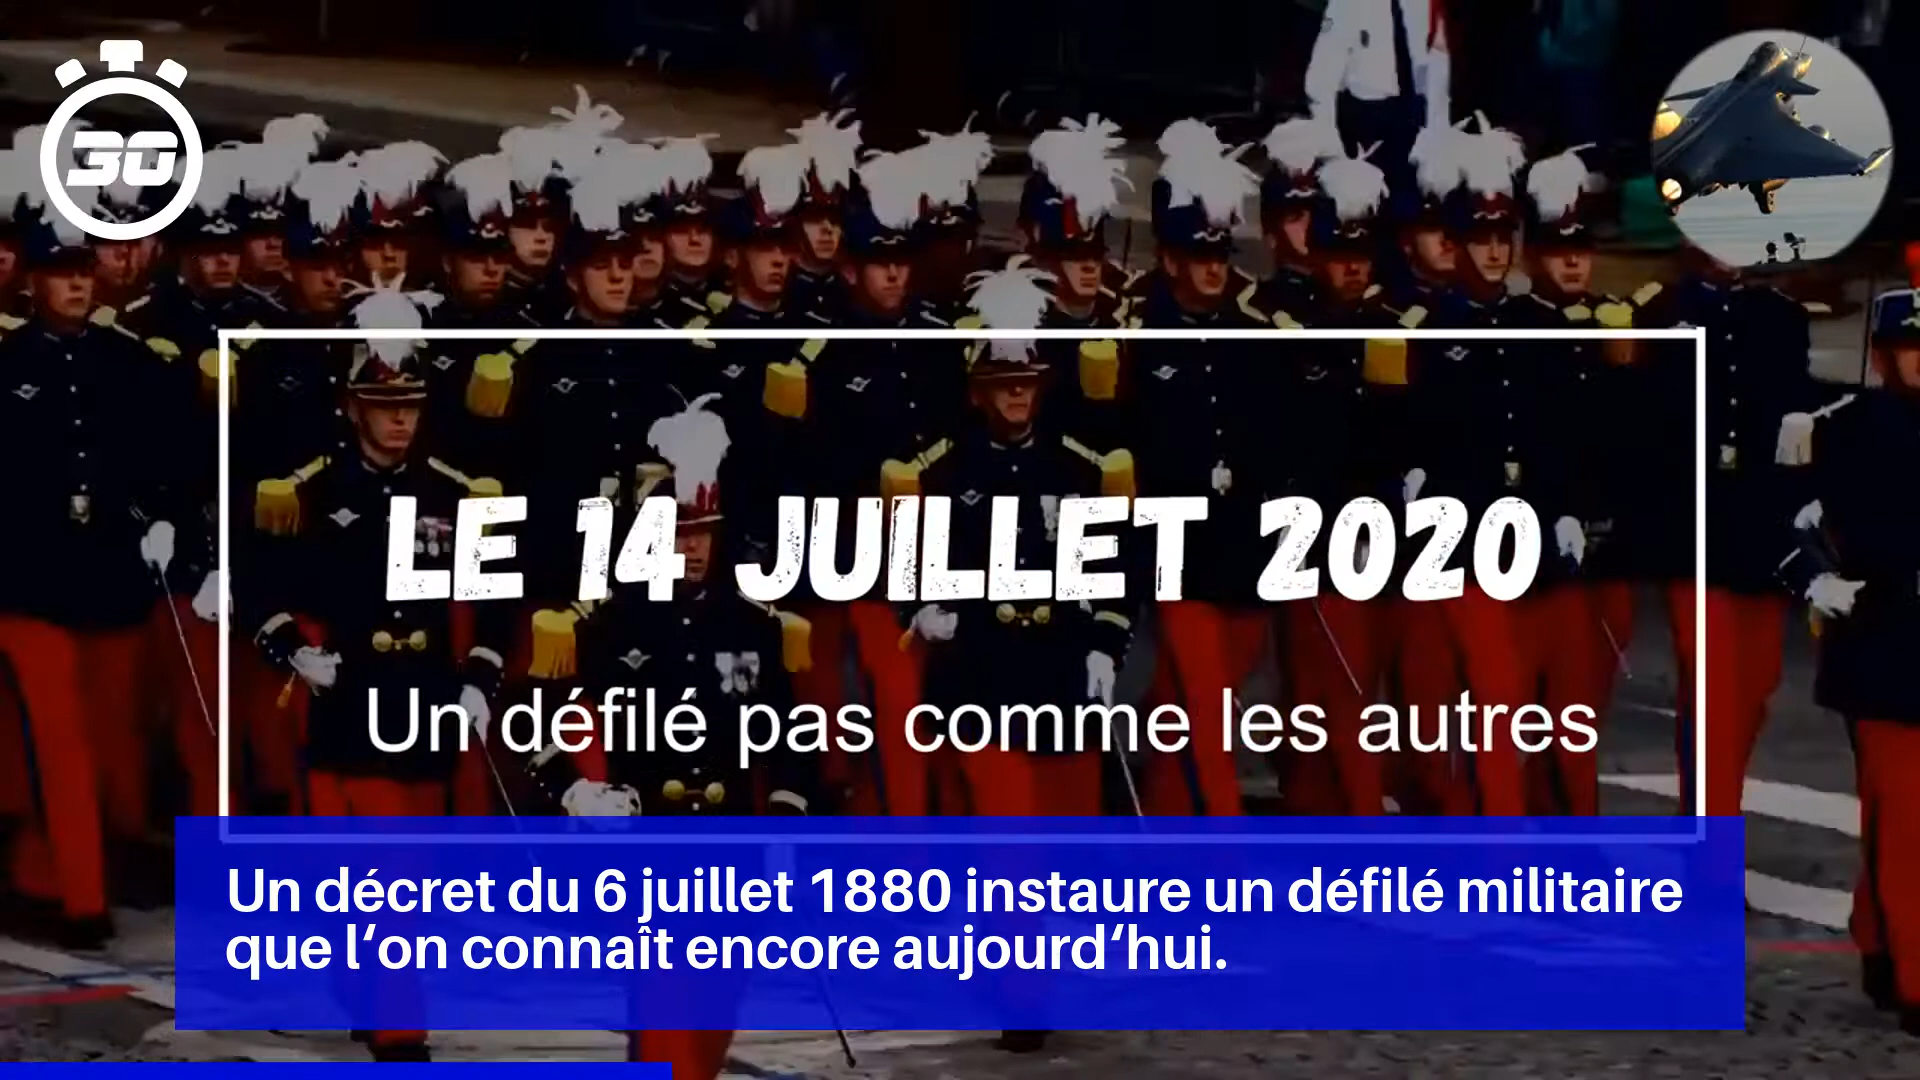 30
LE 14 JUILLET 2020
Un défilé pas comme les autres
Un décret du 6 juillet 1880 instaure un défilé militaire
que l‘on connaît encore aujourd‘hui.